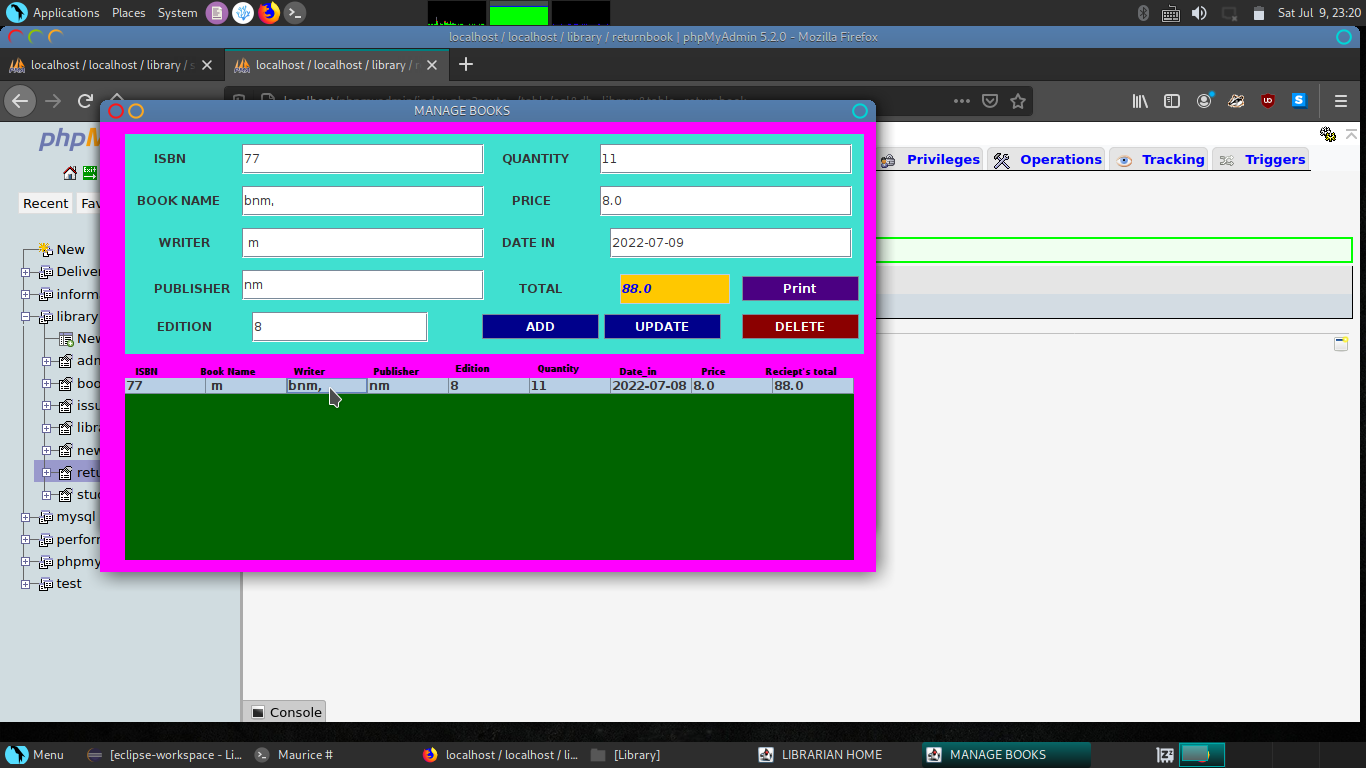 Applications Places System Sat Jul 9, 23:20
localhost / localhost / library / returnbook | phpMyAdmin 5.2.0 - Mozilla Firefox
localhost / localhost / library / localhost / localhost / library /
MANAGE BOOKS
ISBN 77 QUANTITY 11
BOOK NAME bnm, PRICE 8.0
WRITER m DATE IN 2022-07-09
PUBLISHER nm TOTAL 88.0 Print
EDITION 8 ADD UPDATE DELETE
ISBN Book Name Writer Publisher Edition Quantity Date_in Price Reciept's total
77 m bnm, nm 8 11 2022-07-08 8.0 88.0
Privileges Operations Tracking Triggers
php
Recent Fav
New
Deliver
inform
library
New
adm
boo
issu
libra
new
retu
stud
mysql
perfor
phpmy
test
Console
Menu [eclipse-workspace - Li... Maurice # localhost / localhost / li... [Library] LIBRARIAN HOME MANAGE BOOKS